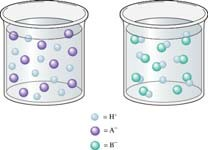 = H⁺
= A⁻
= B⁻